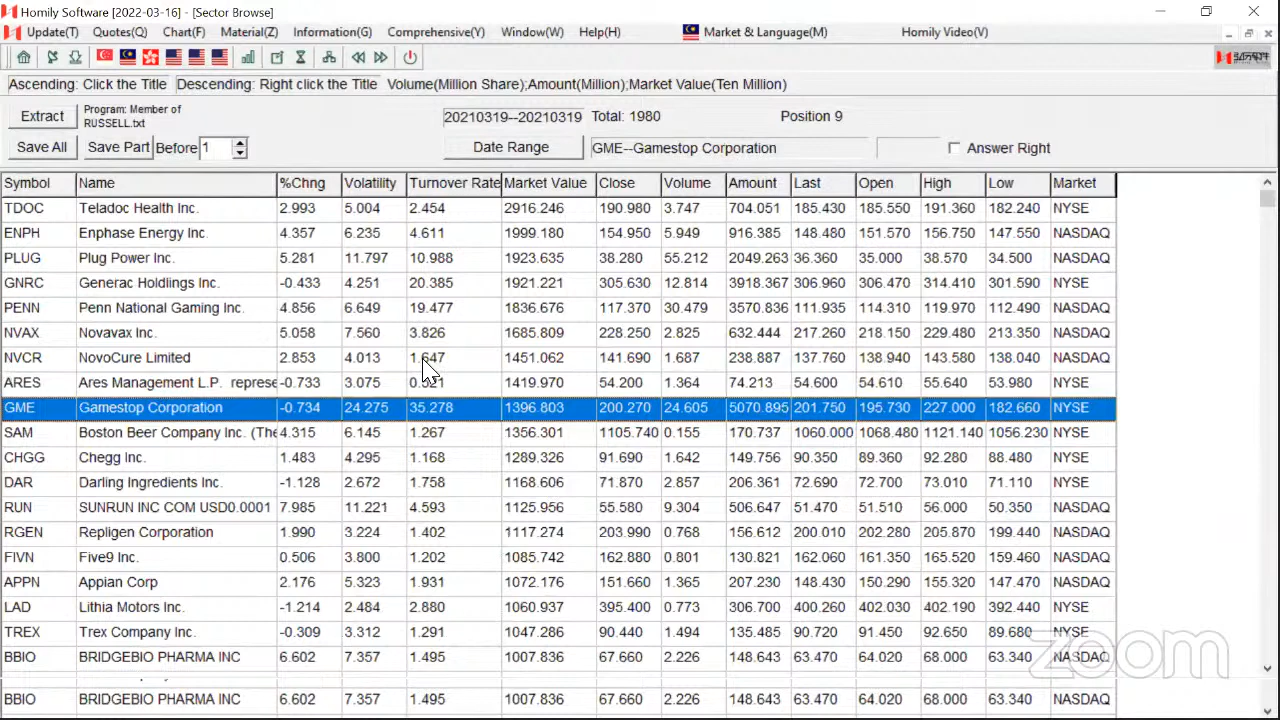 Homily Software [2022-03-16] - [Sector Browse]
Update(T) Quotes(Q) Chart(F) Material(Z) Information(G) Comprehensive(Y) Window(W) Help(H) Market & Language(M) Homily Video(V)
Ascending: Click the Title Descending: Right click the Title Volume(Million Share);Amount(Million);Market Value(Ten Million)
Extract Program: Member of
RUSSELL.txt
20210319--20210319 Total: 1980 Position 9
Save All Save Part Before 1 Date Range GME--Gamestop Corporation Answer Right
Symbol Name %Chng Volatility Turnover Rate Market Value Close Volume Amount Last Open High Low Market
TDOC Teladoc Health Inc. 2.993 5.004 2.454 2916.246 190.980 3.747 704.051 185.430 185.550 191.360 182.240 NYSE
ENPH Enphase Energy Inc. 4.357 6.235 4.611 1999.180 154.950 5.949 916.385 148.480 151.570 156.750 147.550 NASDAQ
PLUG Plug Power Inc. 5.281 11.797 10.988 1923.635 38.280 55.212 2049.263 36.360 35.000 38.570 34.500 NASDAQ
GNRC Generac Holdlings Inc. -0.433 4.251 20.385 1921.221 305.630 12.814 3918.367 306.960 306.470 314.410 301.590 NYSE
PENN Penn National Gaming Inc. 4.856 6.649 19.477 1836.676 117.370 30.479 3570.836 111.935 114.310 119.970 112.490 NASDAQ
NVAX Novavax Inc. 5.058 7.560 3.826 1685.809 228.250 2.825 632.444 217.260 218.150 229.480 213.350 NASDAQ
NVCR NovoCure Limited 2.853 4.013 1.647 1451.062 141.690 1.687 238.887 137.760 138.940 143.580 138.040 NASDAQ
ARES Ares Management L.P. represe -0.733 3.075 1419.970 54.200 1.364 74.213 54.600 54.610 55.640 53.980 NYSE
GME Gamestop Corporation -0.734 24.275 35.278 1396.803 200.270 24.605 5070.895 201.750 195.730 227.000 182.660 NYSE
SAM Boston Beer Company Inc. (The 4.315 6.145 1.267 1356.301 1105.740 0.155 170.737 1060.000 1068.480 1121.140 1056.230 NYSE
CHGG Chegg Inc. 1.483 4.295 1.168 1289.326 91.690 1.642 149.756 90.350 89.360 92.280 88.480 NYSE
DAR Darling Ingredients Inc. -1.128 2.672 1.758 1168.606 71.870 2.857 206.361 72.690 72.700 73.010 71.110 NYSE
RUN SUNRUN INC COM USD0.0001 7.985 11.221 4.593 1125.956 55.580 9.304 506.647 51.470 51.510 56.000 50.350 NASDAQ
RGEN Repligen Corporation 1.990 3.224 1.402 1117.274 203.990 0.768 156.612 200.010 202.280 205.870 199.440 NASDAQ
FIVN Five9 Inc. 0.506 3.800 1.202 1085.742 162.880 0.801 130.821 162.060 161.350 165.520 159.460 NASDAQ
APPN Appian Corp 2.176 5.323 1.931 1072.176 151.660 1.365 207.230 148.430 150.290 155.320 147.470 NASDAQ
LAD Lithia Motors Inc. -1.214 2.484 2.880 1060.937 395.400 0.773 306.700 400.260 402.030 402.190 392.440 NYSE
TREX Trex Company Inc. -0.309 3.312 1.291 1047.286 90.440 1.494 135.485 90.720 91.450 92.650 89.680 NYSE
BBIO BRIDGEBIO PHARMA INC 6.602 7.357 1.495 1007.836 67.660 2.226 148.643 63.470 64.020 68.000 63.340 NASDAQ
BBIO BRIDGEBIO PHARMA INC 6.602 7.357 1.495 1007.836 67.660 2.226 148.643 63.470 64.020 68.000 63.340 NASDAQ
zoom